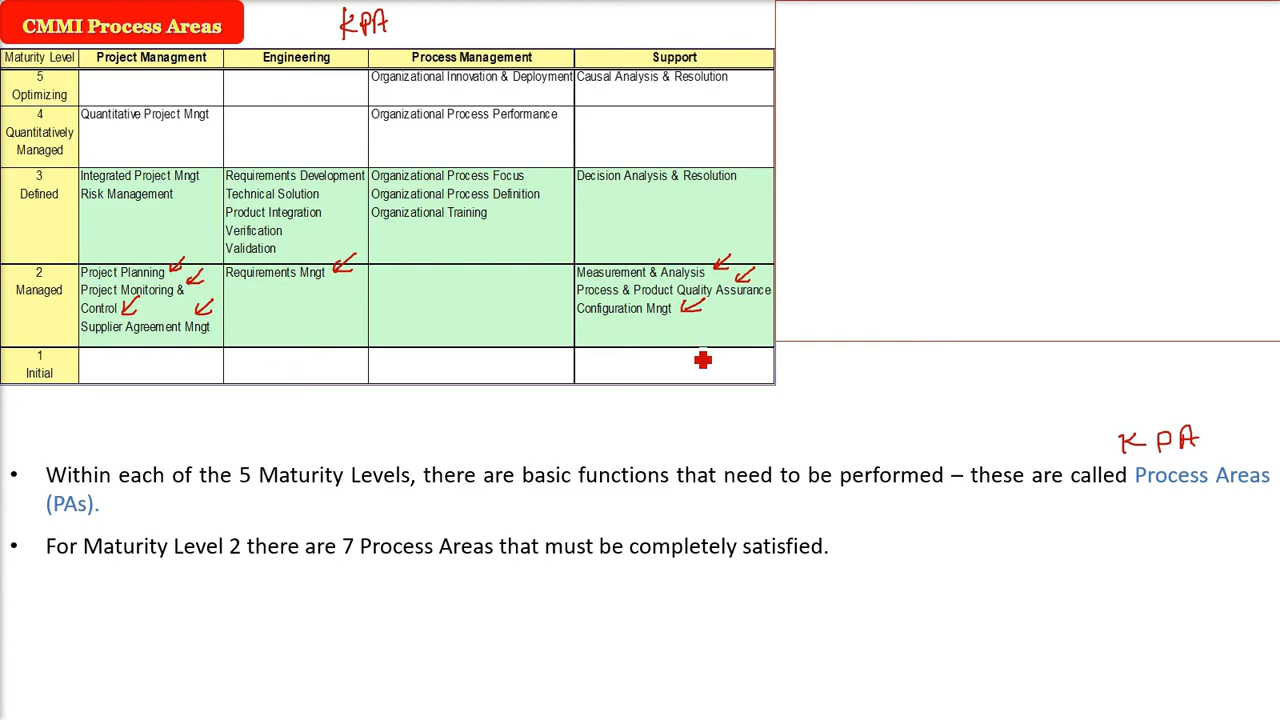 CMMI Process Areas
KPA
Maturity Level Project Managment Engineering Process Management Support
5 Organizational Innovation & Deployment Causal Analysis & Resolution
Optimizing
4 Quantitative Project Mngt Organizational Process Performance
Quantitatively
Managed
3 Integrated Project Mngt Requirements Development Organizational Process Focus Decision Analysis & Resolution
Defined Risk Management Technical Solution Organizational Process Definition
Product Integration Organizational Training
Verification
Validation
2 Project Planning Requirements Mngt Measurement & Analysis
Managed Project Monitoring & Process & Product Quality Assurance
Control Configuration Mngt
Supplier Agreement Mngt
1
Initial
KPA
• Within each of the 5 Maturity Levels, there are basic functions that need to be performed – these are called Process Areas
(PAs).
• For Maturity Level 2 there are 7 Process Areas that must be completely satisfied.